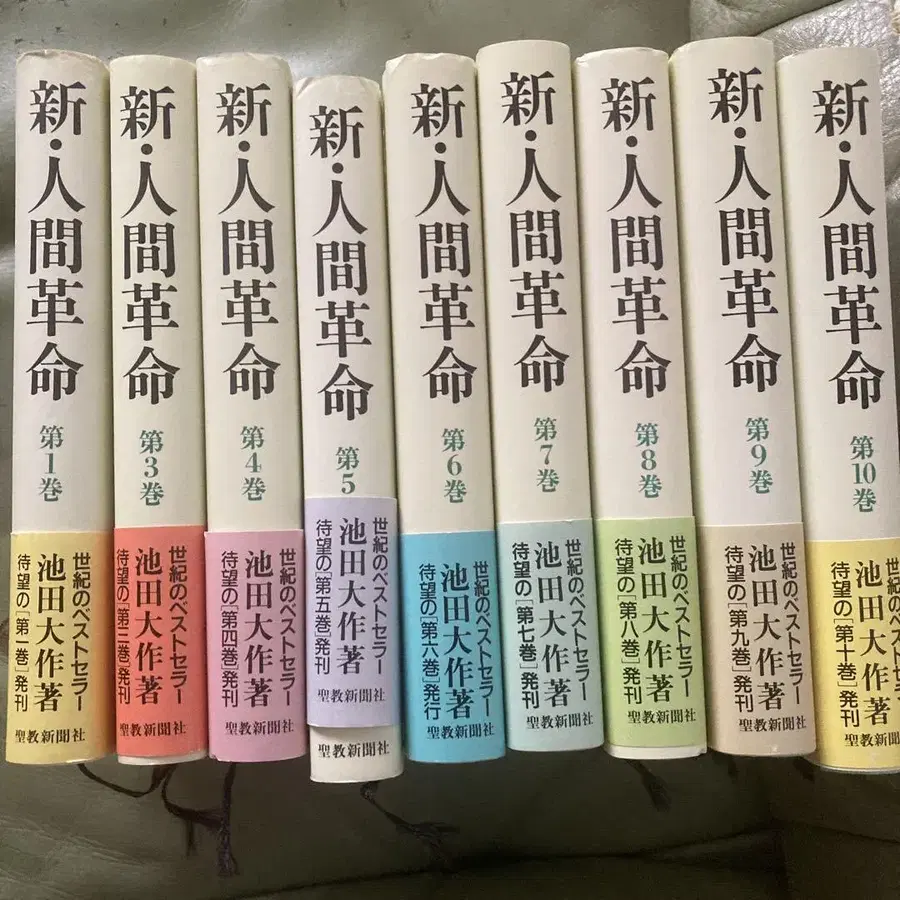 新・人間革命
第1巻
世紀のベストセラー
待望の［第一巻］発刊
池田大作著
聖教新聞社
新・人間革命
第3巻
世紀のベストセラー
待望の［第三巻］発刊
池田大作著
聖教新聞社
新・人間革命
第4巻
世紀のベストセラー
待望の［第四巻］発刊
池田大作著
聖教新聞社
新・人間革命
第5
世紀のベストセラー
待望の［第五巻］発刊
池田大作著
聖教新聞社
聖教新聞社
新・人間革命
第6巻
世紀のベストセラー
待望の［第六巻］発行
池田大作著
聖教新聞社
新・人間革命
第7巻
世紀のベストセラー
待望の［第七巻］発刊
池田大作著
聖教新聞社
新・人間革命
第8巻
世紀のベストセラー
待望の［第八巻］発刊
池田大作著
聖教新聞社
新・人間革命
第9巻
世紀のベストセラー
待望の［第九巻］発刊
池田大作著
聖教新聞社
新・人間革命
第10巻
世紀のベストセラー
待望の［第十巻］発刊
池田大作著
聖教新聞社